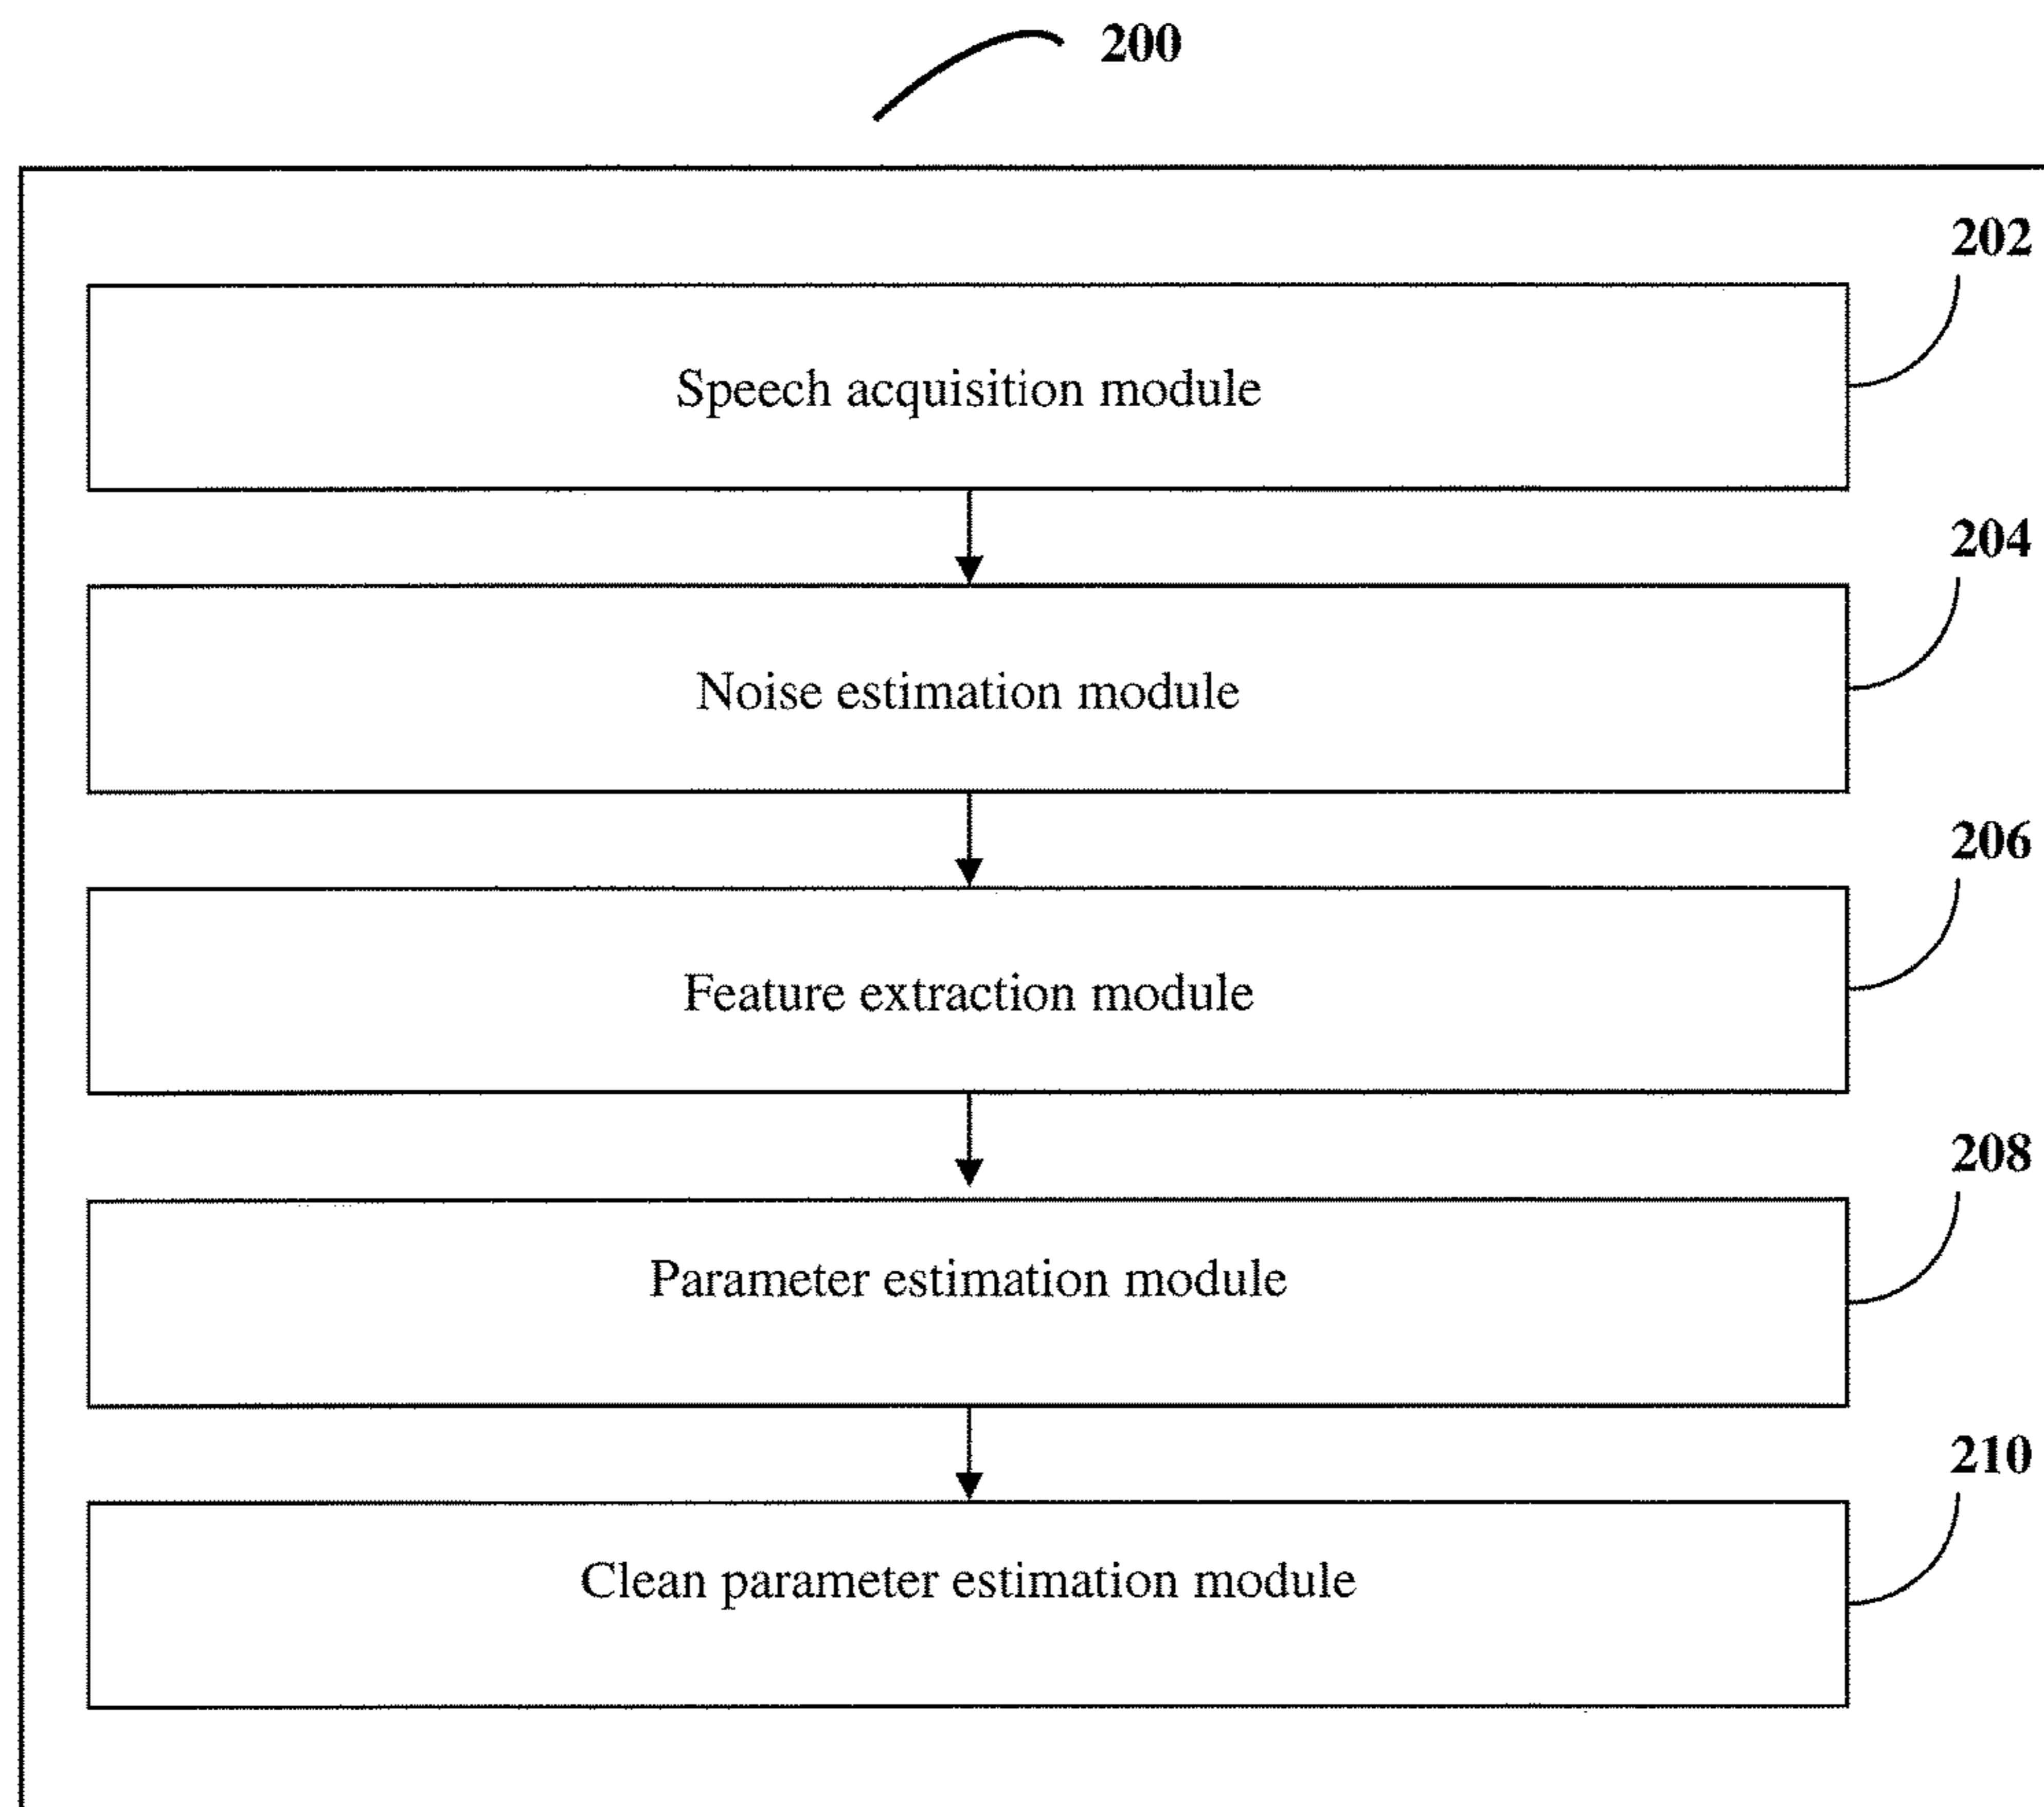 200
202
Speech acquisition module
204
Noise estimation module
206
Feature extraction module
208
Parameter estimation module
210
Clean parameter estimation module